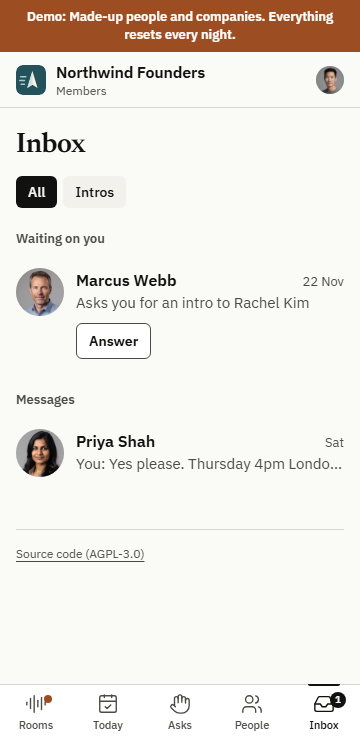 Demo: Made-up people and companies. Everything
resets every night.
Northwind Founders
Members
Inbox
All
Intros
Waiting on you
Marcus Webb
22 Nov
Asks you for an intro to Rachel Kim
Answer
Messages
Priya Shah
Sat
You: Yes please. Thursday 4pm Londo...
Source code (AGPL-3.0)
Rooms
Today
Asks
People
1
Inbox